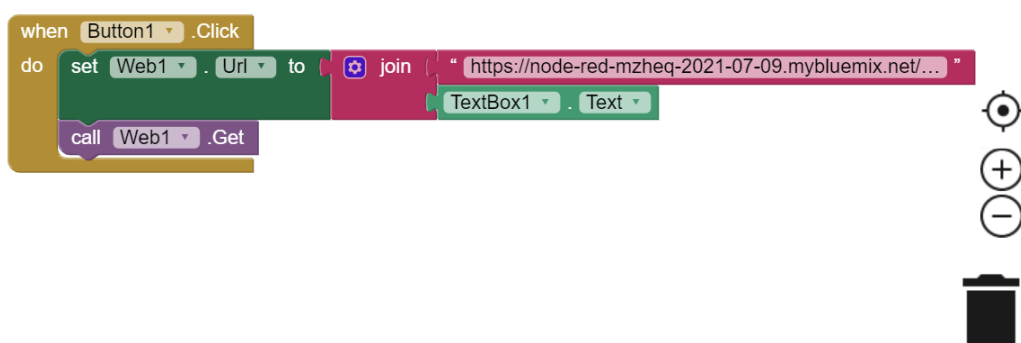 when Button1 .Click
do set Web1 . Url to join " https://node-red-mzheq-2021-07-09.mybluemix.net/... "
TextBox1 . Text
call Web1 .Get